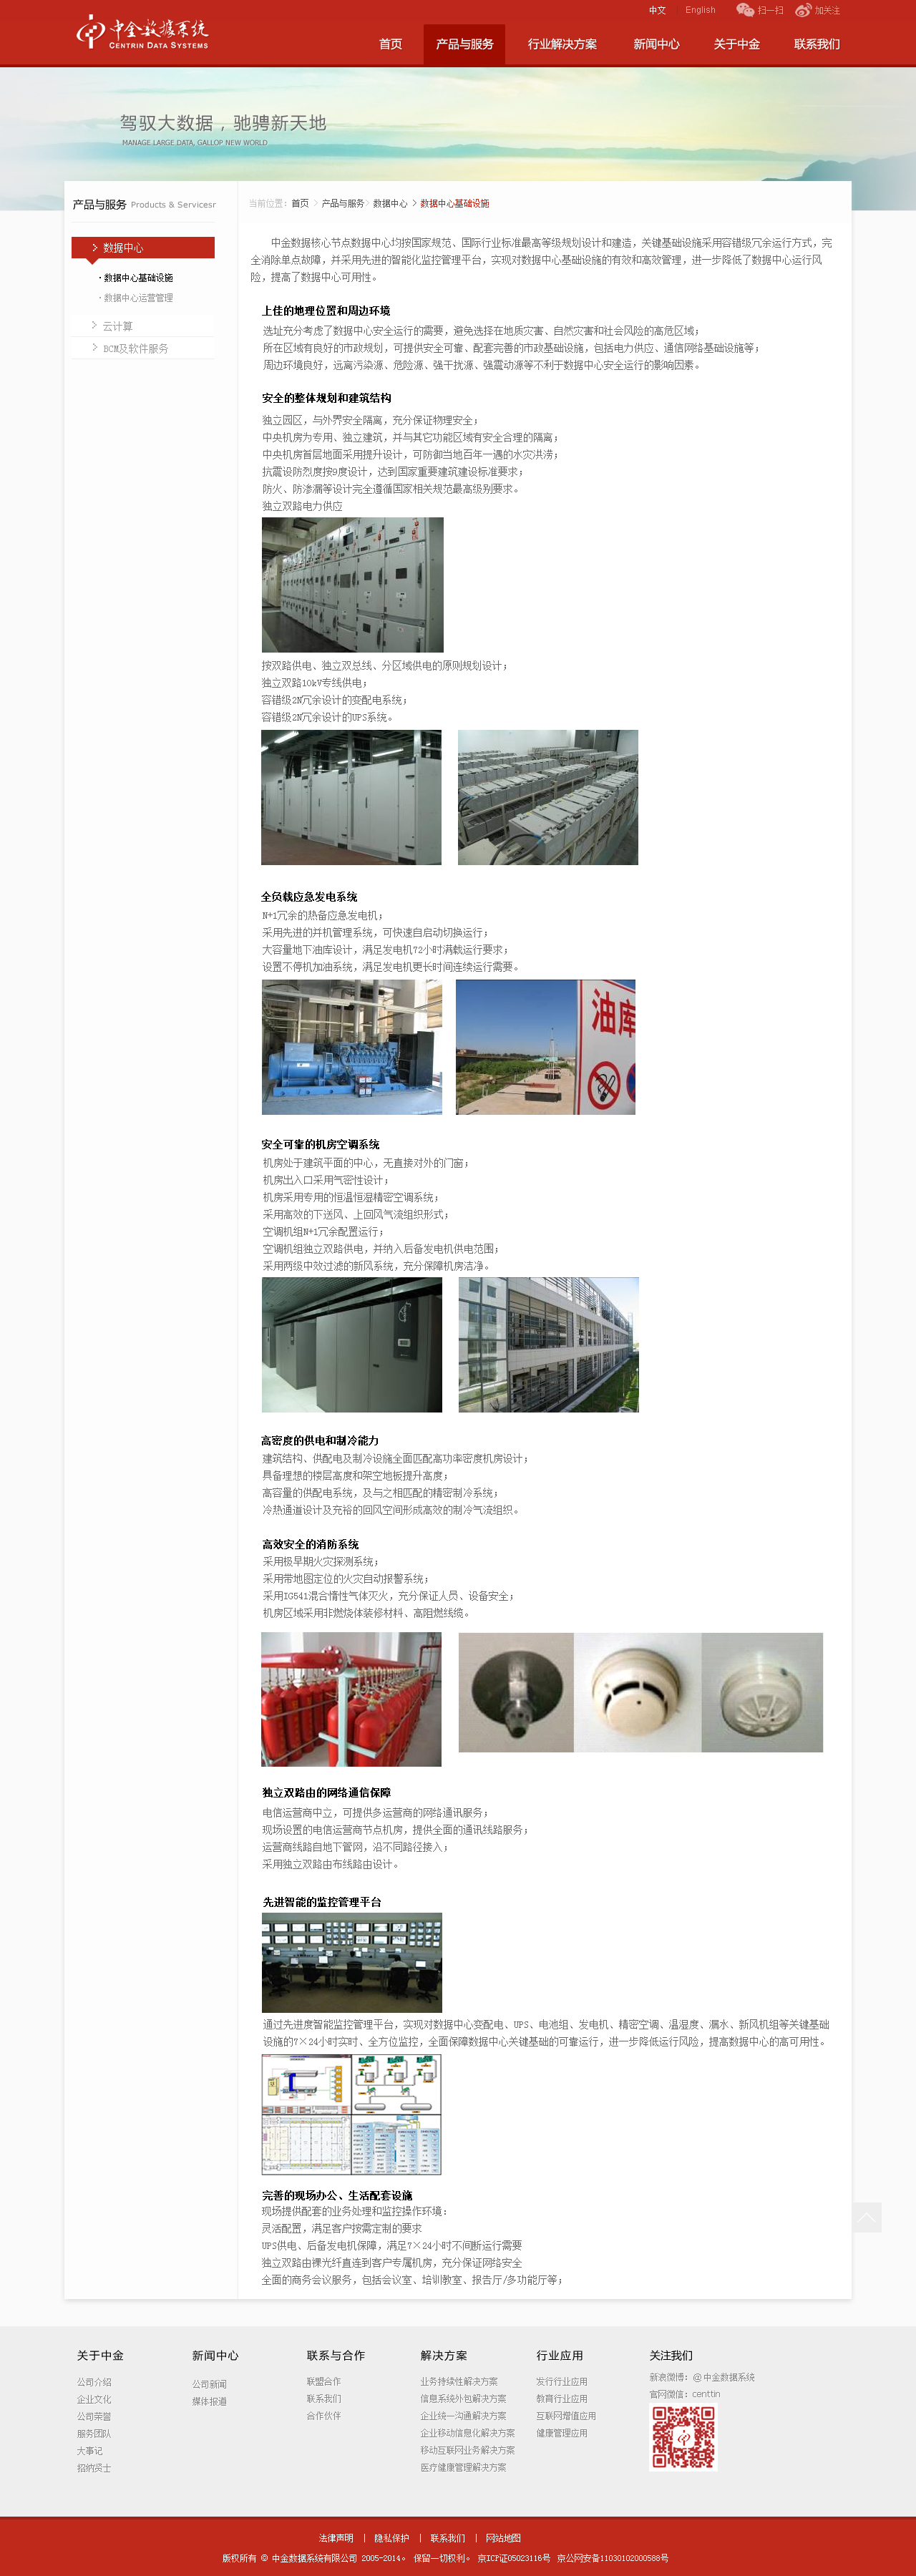 中金数据系统
CENTRIN DATA SYSTEMS
中文 English 扫一扫 加关注
首页 产品与服务 行业解决方案 新闻中心 关于中金 联系我们
驾驭大数据，驰骋新天地
MANAGE LARGE DATA, GALLOP NEW WORLD
产品与服务 Products & Servicesr
数据中心
·数据中心基础设施
·数据中心运营管理
云计算
BCM及软件服务
当前位置：首页 > 产品与服务> 数据中心 > 数据中心基础设施
中金数据核心节点数据中心均按国家规范、国际行业标准最高等级规划设计和建造，关键基础设施采用容错级冗余运行方式，完
全消除单点故障，并采用先进的智能化监控管理平台，实现对数据中心基础设施的有效和高效管理，进一步降低了数据中心运行风
险，提高了数据中心可用性。
上佳的地理位置和周边环境
选址充分考虑了数据中心安全运行的需要，避免选择在地质灾害、自然灾害和社会风险的高危区域；
所在区域有良好的市政规划，可提供安全可靠、配套完善的市政基础设施，包括电力供应、通信网络基础设施等；
周边环境良好，远离污染源、危险源、强干扰源、强震动源等不利于数据中心安全运行的影响因素。
安全的整体规划和建筑结构
独立园区，与外界安全隔离，充分保证物理安全；
中央机房为专用、独立建筑，并与其它功能区域有安全合理的隔离；
中央机房首层地面采用提升设计，可防御当地百年一遇的水灾洪涝；
抗震设防烈度按9度设计，达到国家重要建筑建设标准要求；
防火、防渗漏等设计完全遵循国家相关规范最高级别要求。
独立双路电力供应
按双路供电、独立双总线、分区域供电的原则规划设计；
独立双路10kV专线供电；
容错级2N冗余设计的变配电系统；
容错级2N冗余设计的UPS系统。
全负载应急发电系统
N+1冗余的热备应急发电机；
采用先进的并机管理系统，可快速自启动切换运行；
大容量地下油库设计，满足发电机72小时满载运行要求；
设置不停机加油系统，满足发电机更长时间连续运行需要。
油库
安全可靠的机房空调系统
机房处于建筑平面的中心，无直接对外的门窗；
机房出入口采用气密性设计；
机房采用专用的恒温恒湿精密空调系统；
采用高效的下送风、上回风气流组织形式；
空调机组N+1冗余配置运行；
空调机组独立双路供电，并纳入后备发电机供电范围；
采用两级中效过滤的新风系统，充分保障机房洁净。
高密度的供电和制冷能力
建筑结构、供配电及制冷设施全面匹配高功率密度机房设计；
具备理想的楼层高度和架空地板提升高度；
高容量的供配电系统，及与之相匹配的精密制冷系统；
冷热通道设计及充裕的回风空间形成高效的制冷气流组织。
高效安全的消防系统
采用极早期火灾探测系统；
采用带地图定位的火灾自动报警系统；
采用IG541混合惰性气体灭火，充分保证人员、设备安全；
机房区域采用非燃烧体装修材料、高阻燃线缆。
独立双路由的网络通信保障
电信运营商中立，可提供多运营商的网络通讯服务；
现场设置的电信运营商节点机房，提供全面的通讯线路服务；
运营商线路自地下管网，沿不同路径接入；
采用独立双路由布线路由设计。
先进智能的监控管理平台
通过先进度智能监控管理平台，实现对数据中心变配电、UPS、电池组、发电机、精密空调、温湿度、漏水、新风机组等关键基础
设施的7×24小时实时、全方位监控，全面保障数据中心关键基础的可靠运行，进一步降低运行风险，提高数据中心的高可用性。
完善的现场办公、生活配套设施
现场提供配套的业务处理和监控操作环境：
灵活配置，满足客户按需定制的要求
UPS供电、后备发电机保障，满足7×24小时不间断运行需要
独立双路由裸光纤直连到客户专属机房，充分保证网络安全
全面的商务会议服务，包括会议室、培训教室、报告厅/多功能厅等；
关于中金
公司介绍
企业文化
公司荣誉
服务团队
大事记
招纳贤士
新闻中心
公司新闻
媒体报道
联系与合作
联盟合作
联系我们
合作伙伴
解决方案
业务持续性解决方案
信息系统外包解决方案
企业统一沟通解决方案
企业移动信息化解决方案
移动互联网业务解决方案
医疗健康管理解决方案
行业应用
发行行业应用
教育行业应用
互联网增值应用
健康管理应用
关注我们
新浪微博：@中金数据系统
官网微信：centtin
法律声明 | 隐私保护 | 联系我们 | 网站地图
版权所有 © 中金数据系统有限公司 2005-2014。 保留一切权利。 京ICP证05023116号 京公网安备11030102000588号